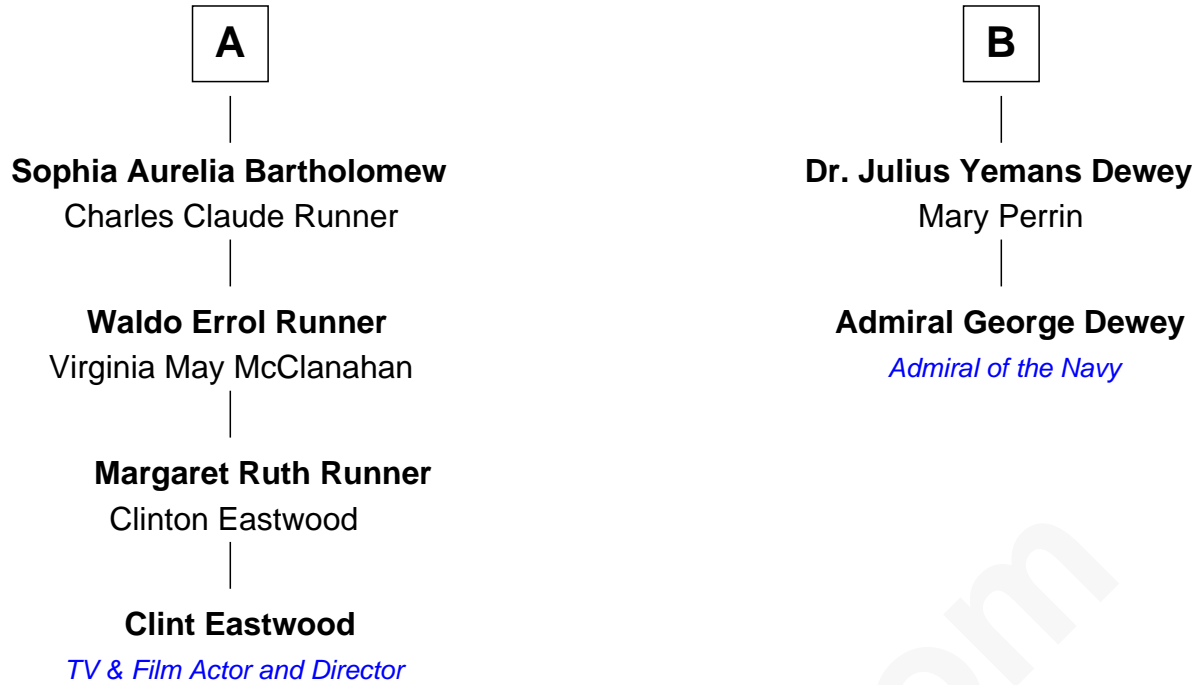 A
Sophia Aurelia Bartholomew
Charles Claude Runner
Waldo Errol Runner
Virginia May McClanahan
Margaret Ruth Runner
Clinton Eastwood
Clint Eastwood
TV & Film Actor and Director
B
Dr. Julius Yemans Dewey
Mary Perrin
Admiral George Dewey
Admiral of the Navy
om